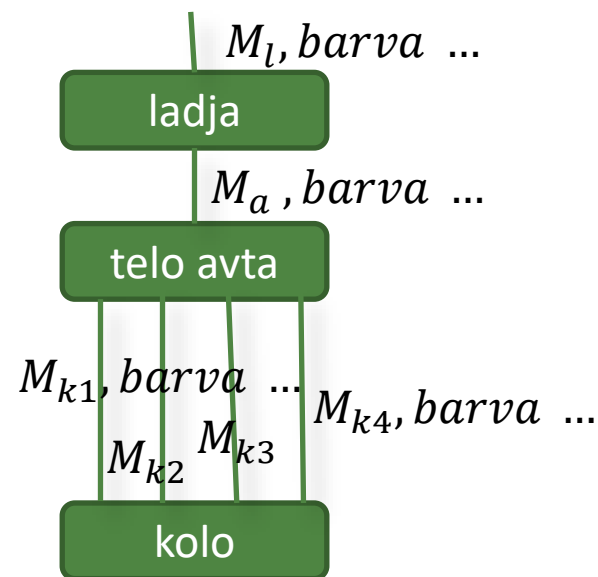 M_l, barva ...
ladja
M_a , barva ...
telo avta
M_k1, barva ...
M_k4, barva ...
M_k2 M_k3
kolo